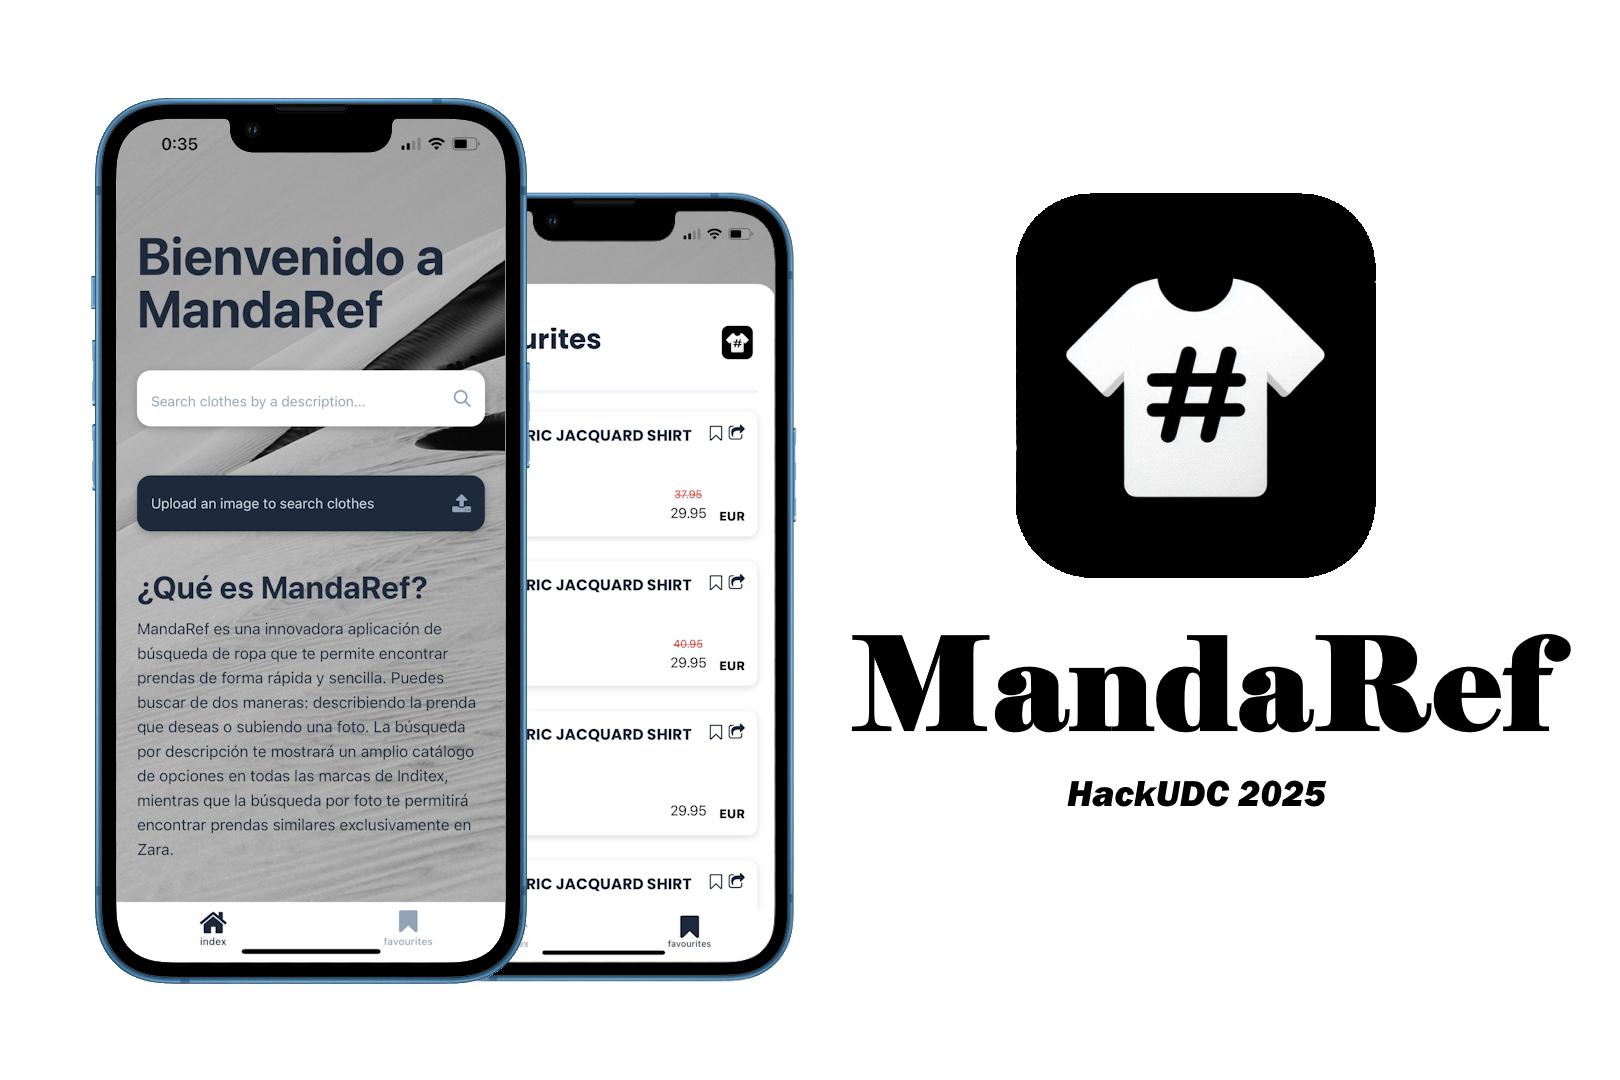 0:35
Bienvenido a
MandaRef
Search clothes by a description...
Upload an image to search clothes
¿Qué es MandaRef?
MandaRef es una innovadora aplicación de
búsqueda de ropa que te permite encontrar
prendas de forma rápida y sencilla. Puedes
buscar de dos maneras: describiendo la prenda
que deseas o subiendo una foto. La búsqueda
por descripción te mostrará un amplio catálogo
de opciones en todas las marcas de Inditex,
mientras que la búsqueda por foto te permitirá
encontrar prendas similares exclusivamente en
Zara.
index
favourites
urites
#
RIC JACQUARD SHIRT
37.95
29.95 EUR
RIC JACQUARD SHIRT
40.95
29.95 EUR
RIC JACQUARD SHIRT
29.95 EUR
RIC JACQUARD SHIRT
ex
favourites
#
MandaRef
HackUDC 2025